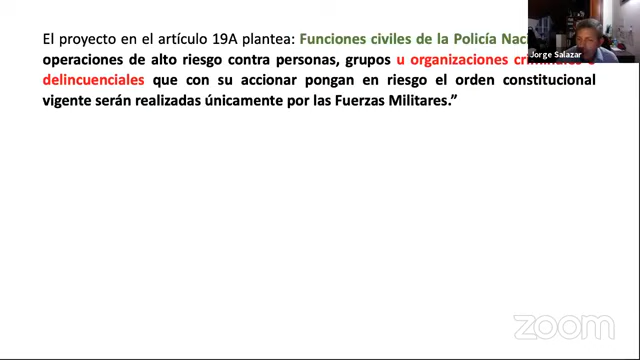 El proyecto en el artículo 19A plantea: Funciones civiles de la Policía
operaciones de alto riesgo contra personas, grupos u organizaciones
delincuenciales que con su accionar pongan en riesgo el orden constitucional
vigente serán realizadas únicamente por las Fuerzas Militares.”
Jorge Salazar
zoom